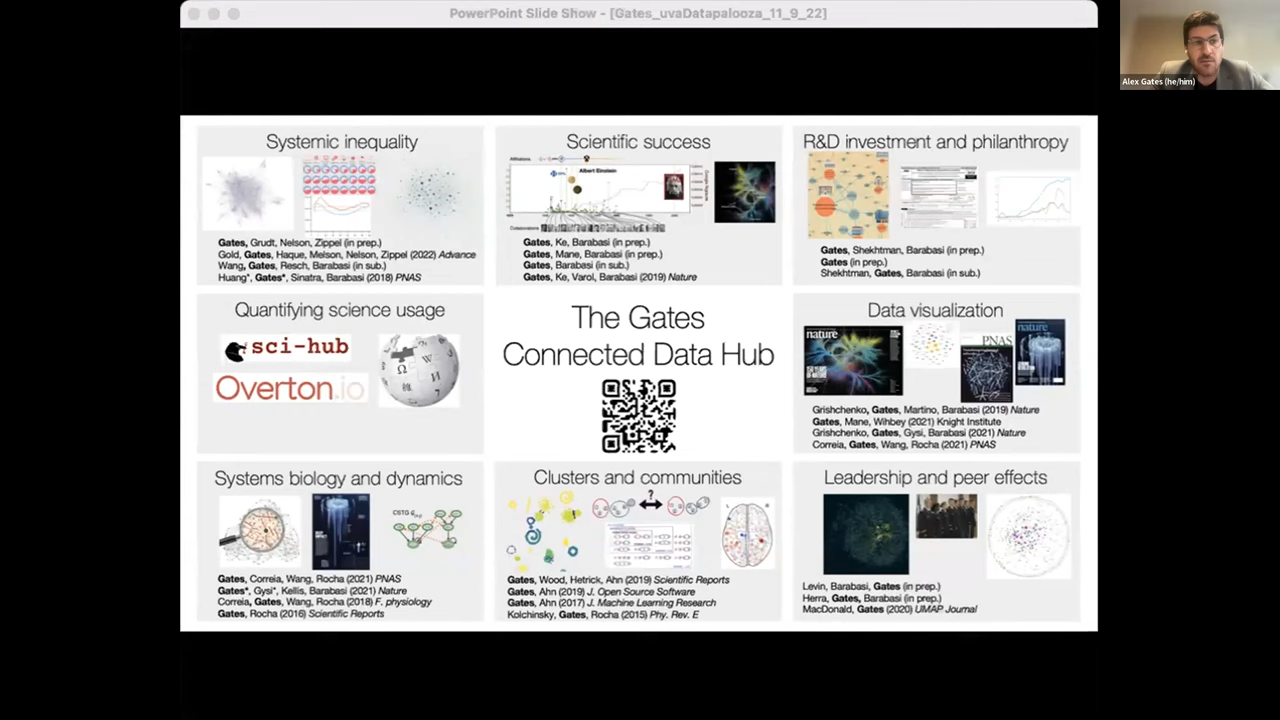 PowerPoint Slide Show - [Gates_uvaDatapalooza_11_9_22]
Alex Gates (he/him)
Systemic inequality
Gates, Grudt, Nelson, Zippel (in prep.)
Gold, Gates, Haque, Melson, Nelson, Zippel (2022) Advance
Wang, Gates, Resch, Barabasi (in sub.)
Huang*, Gates*, Sinatra, Barabasi (2018) PNAS
Scientific success
Affiliations
Albert Einstein
Collaborations
Gates, Ke, Barabasi (in prep.)
Gates, Mane, Barabasi (in prep.)
Gates, Barabasi (in sub.)
Gates, Ke, Varol, Barabasi (2019) Nature
R&D investment and philanthropy
Gates, Shekhtman, Barabasi (in prep.)
Gates (in prep.)
Shekhtman, Gates, Barabasi (in sub.)
Quantifying science usage
sci-hub
Overton.io
The Gates
Connected Data Hub
Data visualization
nature
PNAS
nature
Grishchenko, Gates, Martino, Barabasi (2019) Nature
Gates, Mane, Wihbey (2021) Knight Institute
Grishchenko, Gates, Gysi, Barabasi (2021) Nature
Correia, Gates, Wang, Rocha (2021) PNAS
Systems biology and dynamics
Gates, Correia, Wang, Rocha (2021) PNAS
Gates*, Gysi*, Kellis, Barabasi (2021) Nature
Correia, Gates, Wang, Rocha (2018) F. physiology
Gates, Rocha (2016) Scientific Reports
Clusters and communities
?
L R
Gates, Wood, Hetrick, Ahn (2019) Scientific Reports
Gates, Ahn (2019) J. Open Source Software
Gates, Ahn (2017) J. Machine Learning Research
Kolchinsky, Gates, Rocha (2015) Phy. Rev. E
Leadership and peer effects
Levin, Barabasi, Gates (in prep.)
Herra, Gates, Barabasi (in prep.)
MacDonald, Gates (2020) UMAP Journal